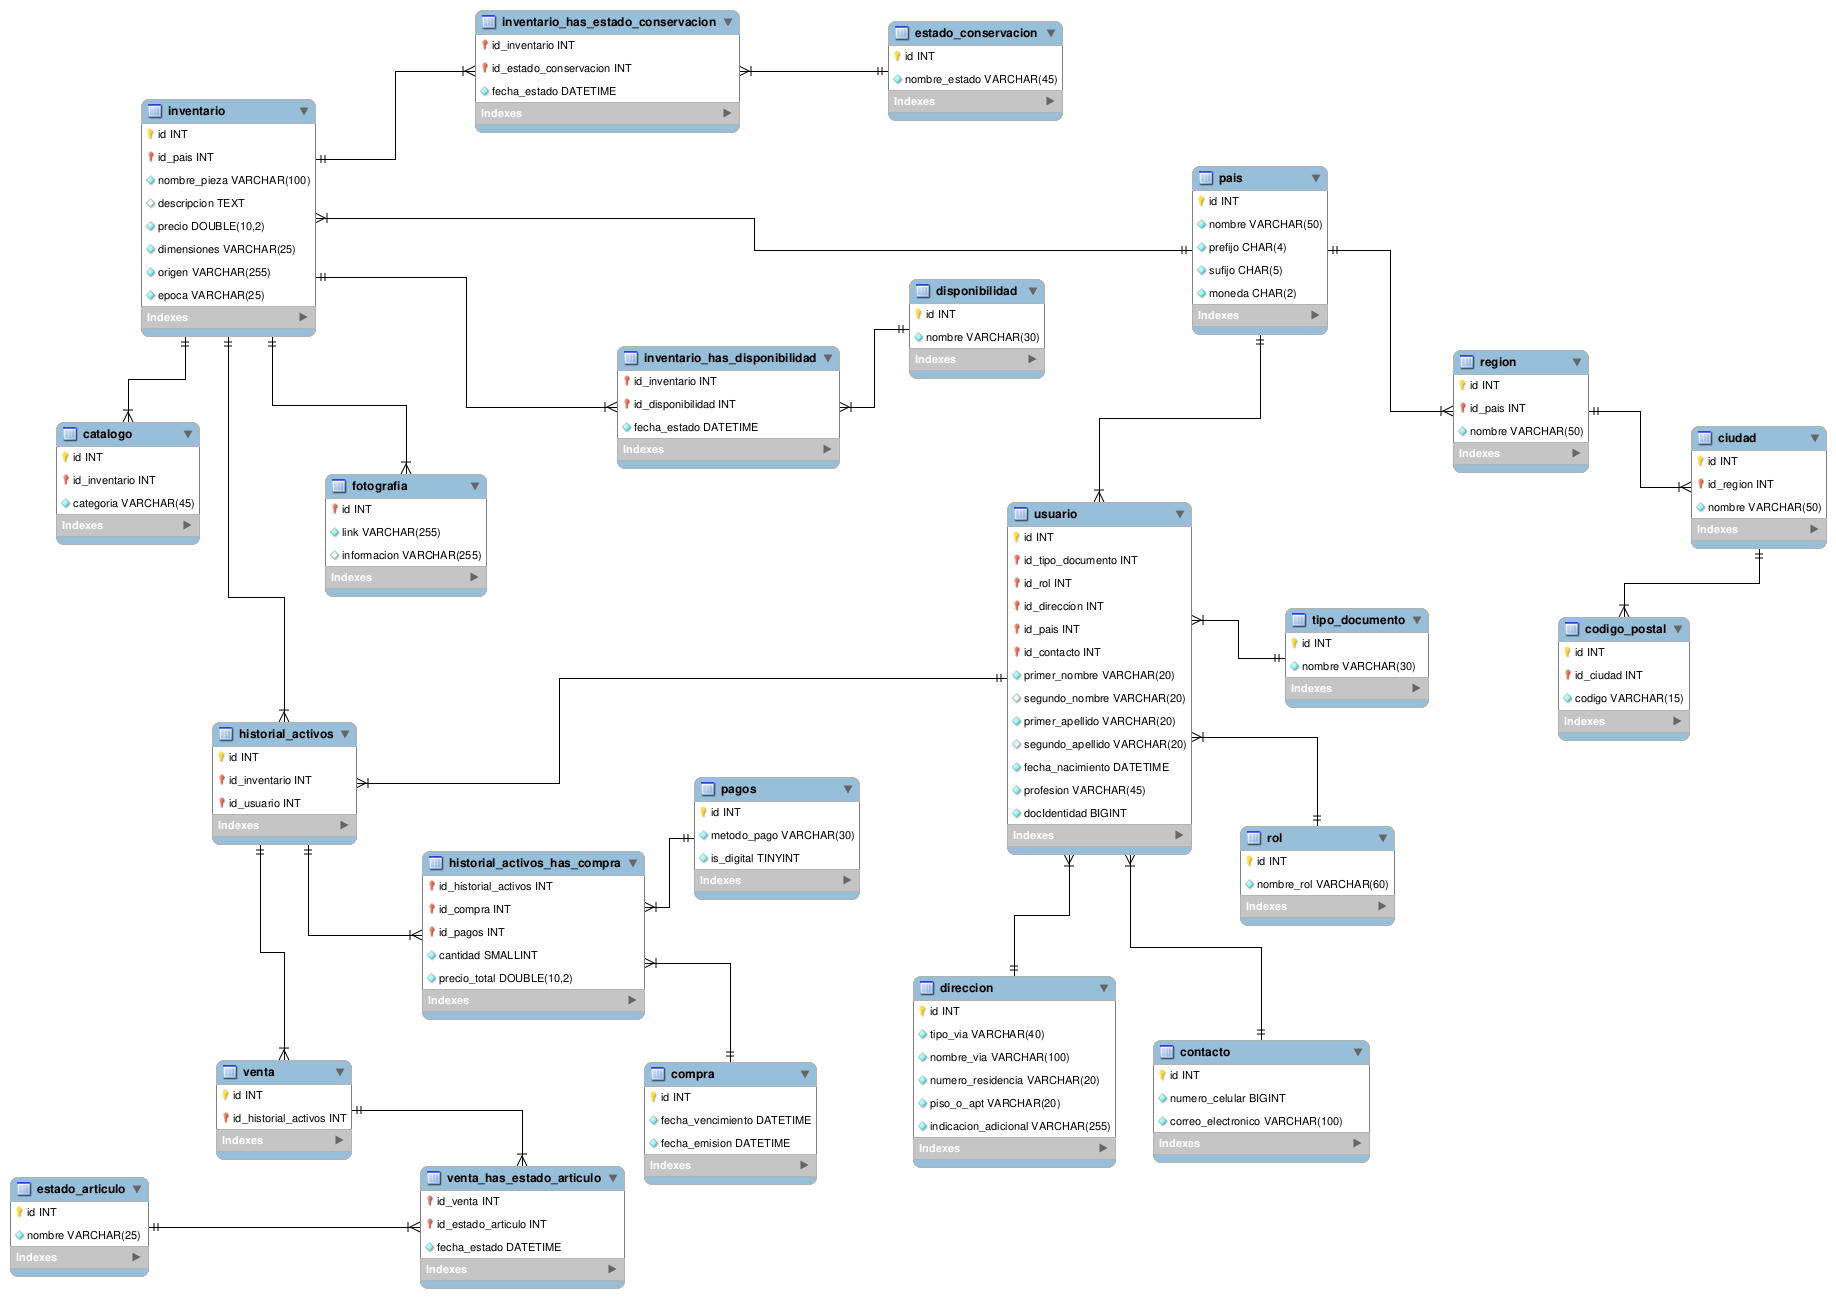 inventario_has_estado_conservacion
id_inventario INT
id_estado_conservacion INT
fecha_estado DATETIME
Indexes
estado_conservacion
id INT
nombre_estado VARCHAR(45)
Indexes
inventario
id INT
id_pais INT
nombre_pieza VARCHAR(100)
descripcion TEXT
precio DOUBLE(10,2)
dimensiones VARCHAR(25)
origen VARCHAR(255)
epoca VARCHAR(25)
Indexes
pais
id INT
nombre VARCHAR(50)
prefijo CHAR(4)
sufijo CHAR(5)
moneda CHAR(2)
Indexes
disponibilidad
id INT
nombre VARCHAR(30)
Indexes
inventario_has_disponibilidad
id_inventario INT
id_disponibilidad INT
fecha_estado DATETIME
Indexes
region
id INT
id_pais INT
nombre VARCHAR(50)
Indexes
ciudad
id INT
id_region INT
nombre VARCHAR(50)
Indexes
catalogo
id INT
id_inventario INT
categoria VARCHAR(45)
Indexes
fotografia
id INT
link VARCHAR(255)
informacion VARCHAR(255)
Indexes
usuario
id INT
id_tipo_documento INT
id_rol INT
id_direccion INT
id_pais INT
id_contacto INT
primer_nombre VARCHAR(20)
segundo_nombre VARCHAR(20)
primer_apellido VARCHAR(20)
segundo_apellido VARCHAR(20)
fecha_nacimiento DATETIME
profesion VARCHAR(45)
docIdentidad BIGINT
Indexes
tipo_documento
id INT
nombre VARCHAR(30)
Indexes
codigo_postal
id INT
id_ciudad INT
codigo VARCHAR(15)
Indexes
historial_activos
id INT
id_inventario INT
id_usuario INT
Indexes
pagos
id INT
metodo_pago VARCHAR(30)
is_digital TINYINT
Indexes
rol
id INT
nombre_rol VARCHAR(60)
Indexes
historial_activos_has_compra
id_historial_activos INT
id_compra INT
id_pagos INT
cantidad SMALLINT
precio_total DOUBLE(10,2)
Indexes
direccion
id INT
tipo_via VARCHAR(40)
nombre_via VARCHAR(100)
numero_residencia VARCHAR(20)
piso_o_apt VARCHAR(20)
indicacion_adicional VARCHAR(255)
Indexes
contacto
id INT
numero_celular BIGINT
correo_electronico VARCHAR(100)
Indexes
venta
id INT
id_historial_activos INT
Indexes
compra
id INT
fecha_vencimiento DATETIME
fecha_emision DATETIME
Indexes
estado_articulo
id INT
nombre VARCHAR(25)
Indexes
venta_has_estado_articulo
id_venta INT
id_estado_articulo INT
fecha_estado DATETIME
Indexes